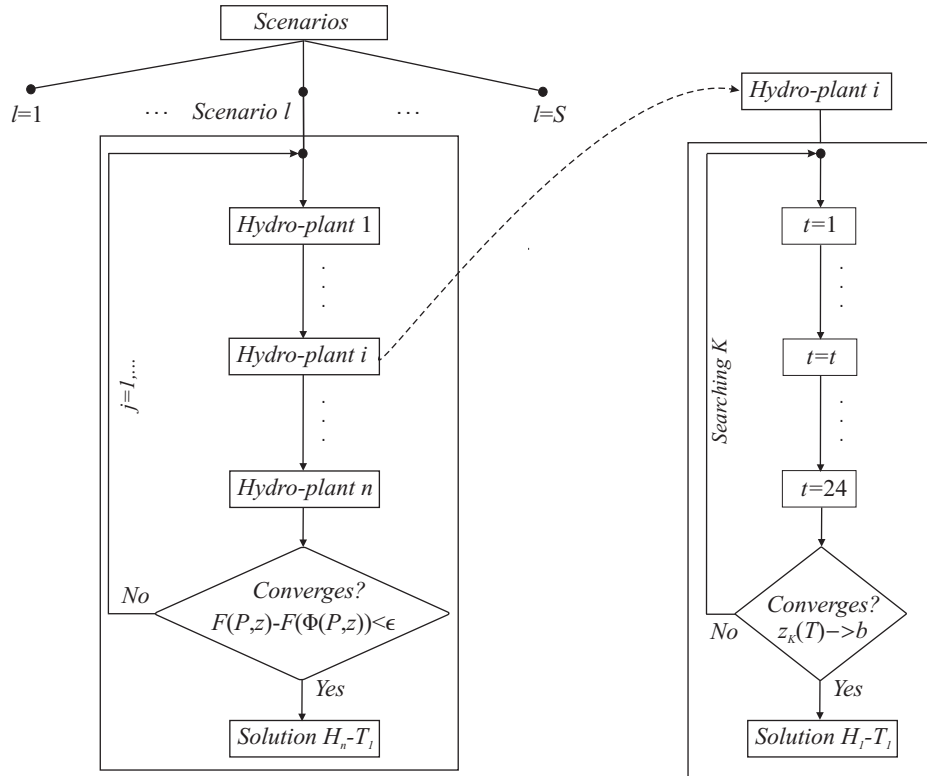 Scenarios
l=1
...
Scenario l
...
l=S
Hydro-plant 1
Hydro-plant i
j=1,...
Hydro-plant n
Converges?
F(P,z)-F(Φ(P,z))<ϵ
No
Yes
Solution Hₙ-T₁
Hydro-plant i
t=1
t=t
Searching K
t=24
Converges?
z_K(T)->b
No
Yes
Solution H₁-T₁